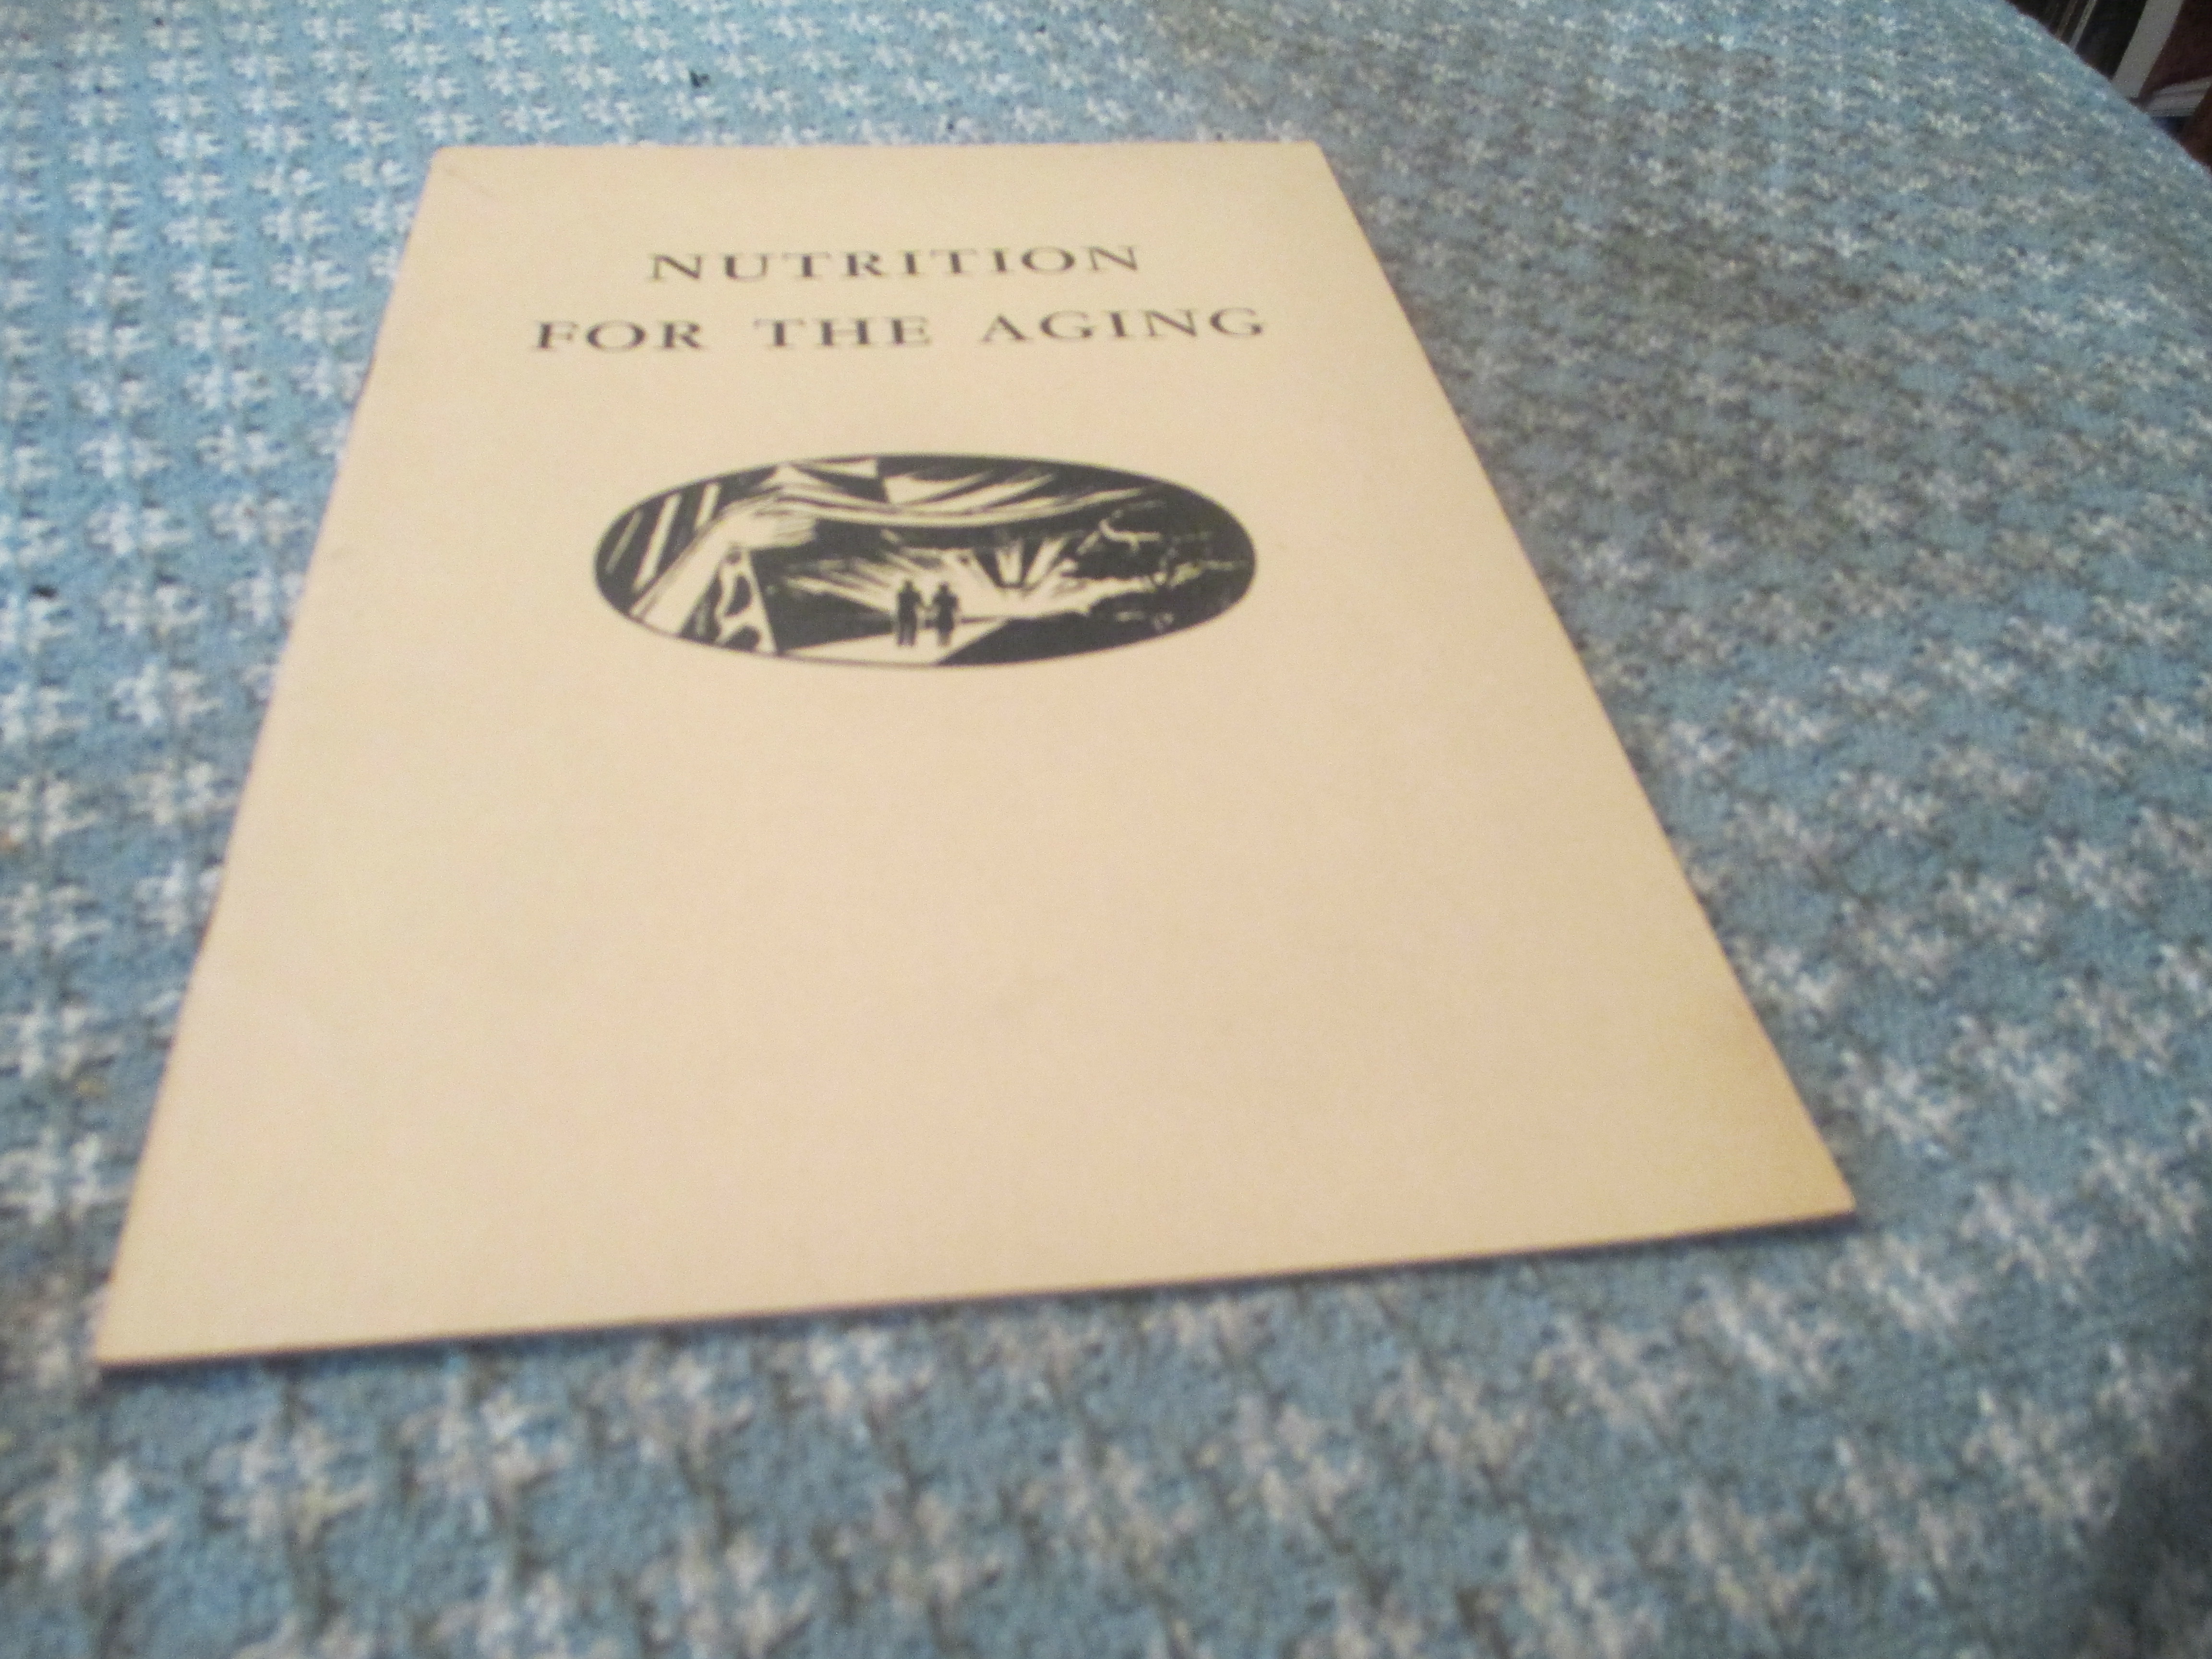 NUTRITION
FOR THE AGING